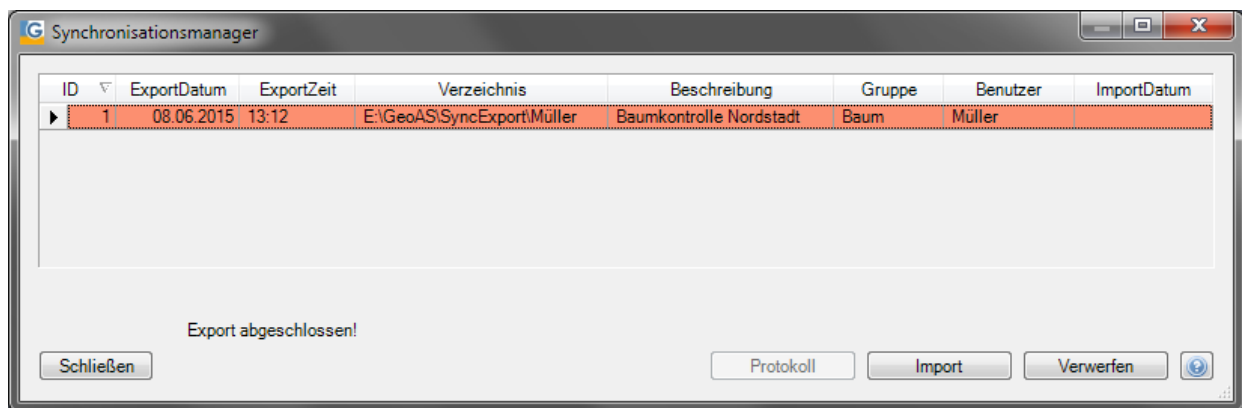 Synchronisationsmanager
ID ExportDatum ExportZeit Verzeichnis Beschreibung Gruppe Benutzer ImportDatum
1 08.06.2015 13:12 E:\GeoAS\SyncExport\Müller Baumkontrolle Nordstadt Baum Müller
Export abgeschlossen!
Schließen Protokoll Import Verwerfen